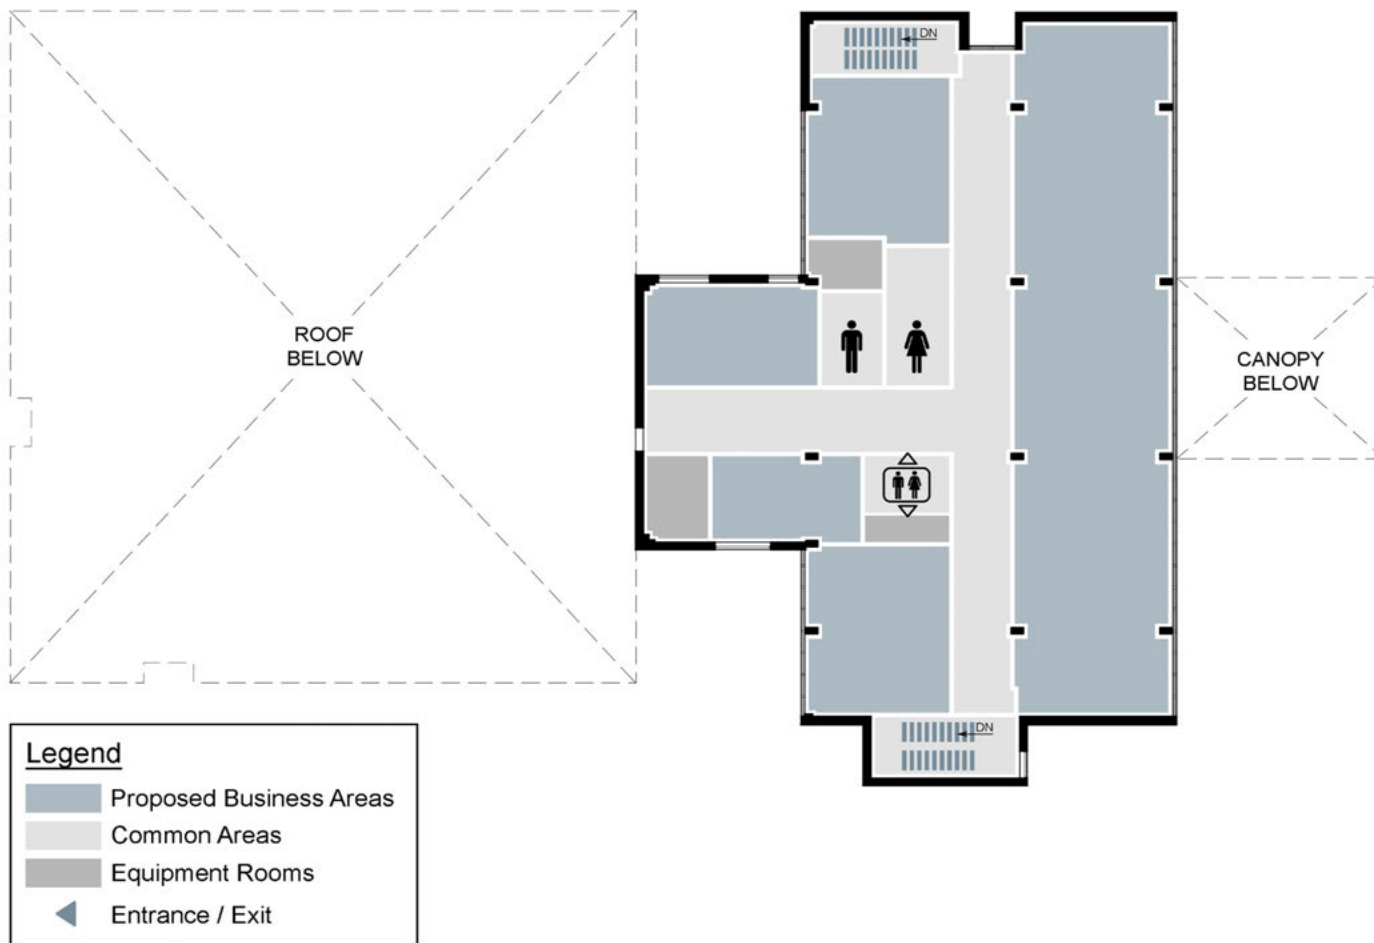 DN
ROOF
BELOW
CANOPY
BELOW
DN
Legend
Proposed Business Areas
Common Areas
Equipment Rooms
Entrance / Exit